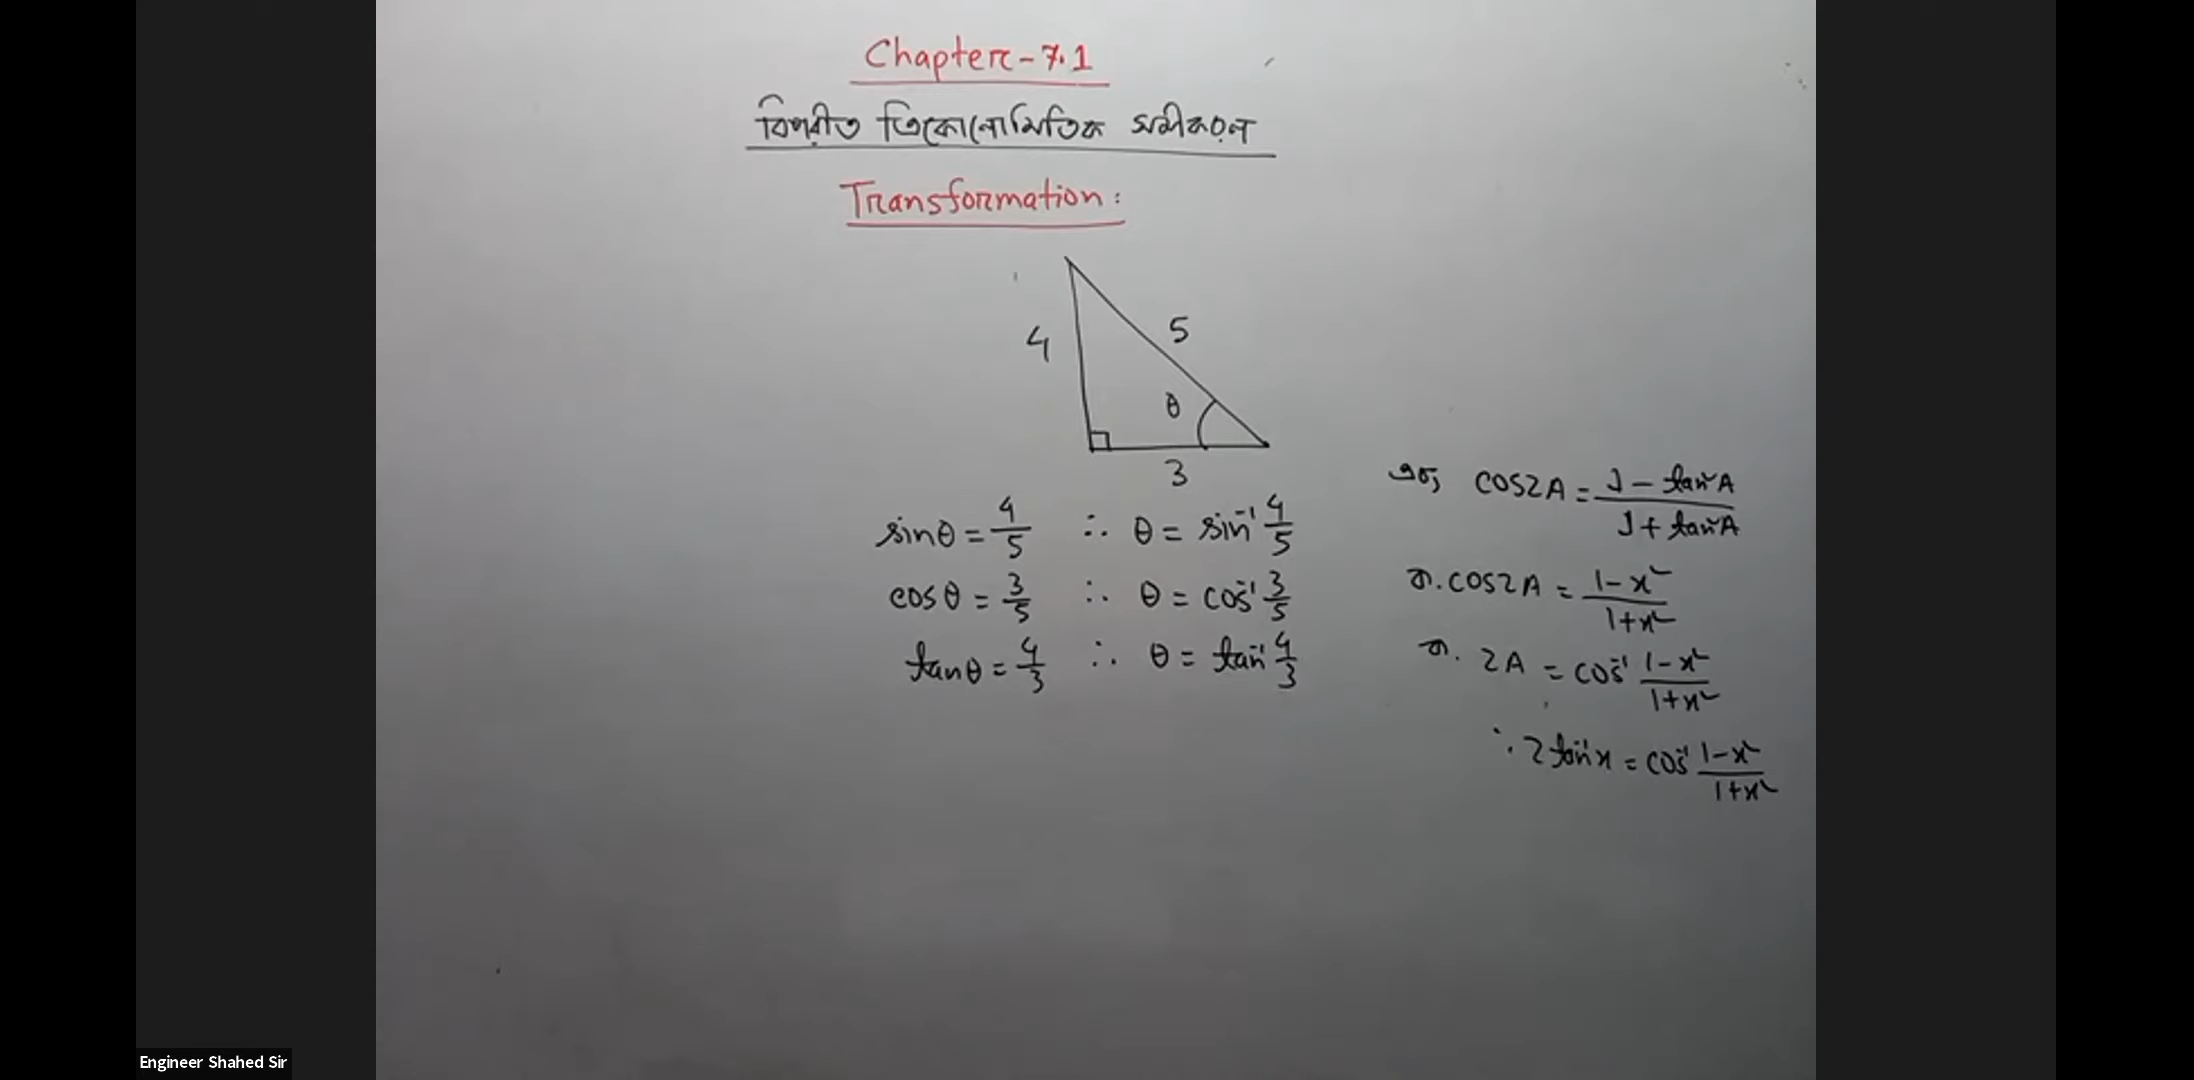 Chapter-7.1
বিপরীত ত্রিকোনোমিতিক সমীকরণ
Transformation:
4
5
θ
3
sinθ = 4/5 ∴ θ = sin⁻¹ 4/5
cosθ = 3/5 ∴ θ = cos⁻¹ 3/5
tanθ = 4/3 ∴ θ = tan⁻¹ 4/3
cos2A = (1 - tan²A)/(1 + tan²A)
বা. cos2A = (1-x²)/(1+x²)
বা. 2A = cos⁻¹ (1-x²)/(1+x²)
∴ 2tan⁻¹x = cos⁻¹ (1-x²)/(1+x²)
Engineer Shahed Sir